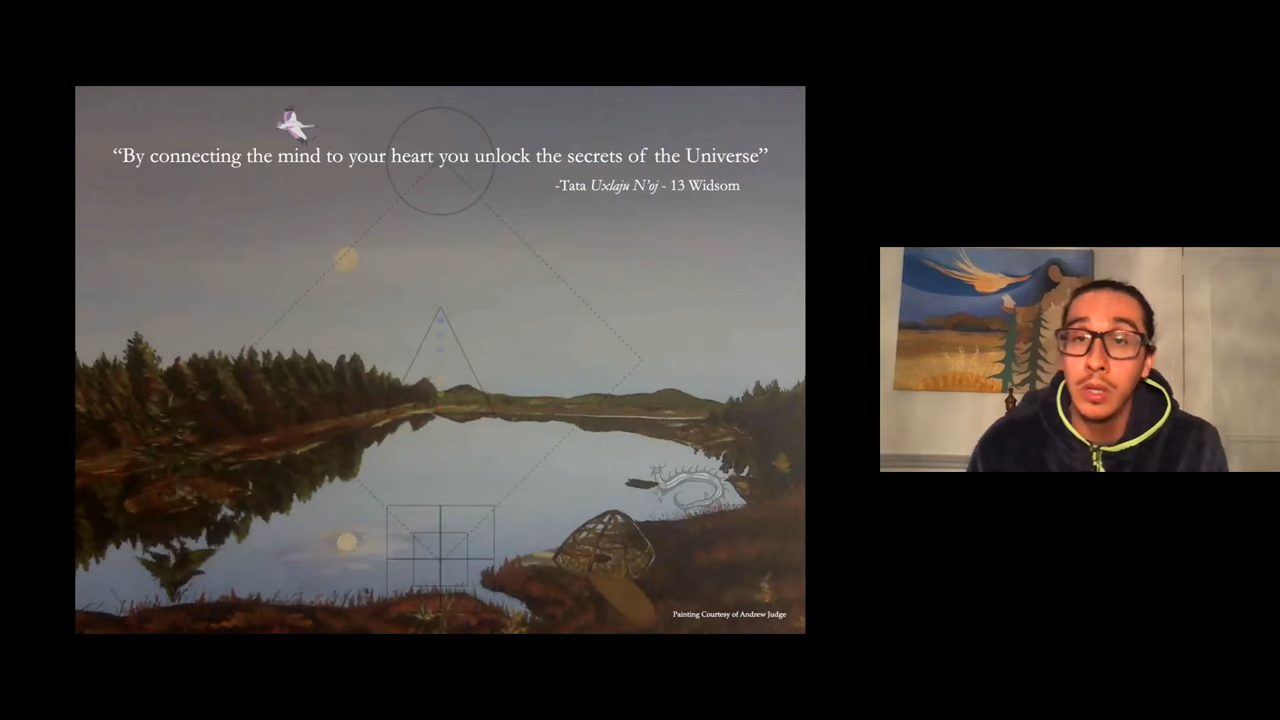 “By connecting the mind to your heart you unlock the secrets of the Universe”
-Tata Uxlaju N’oj - 13 Widsom
Painting Courtesy of Andrew Judge